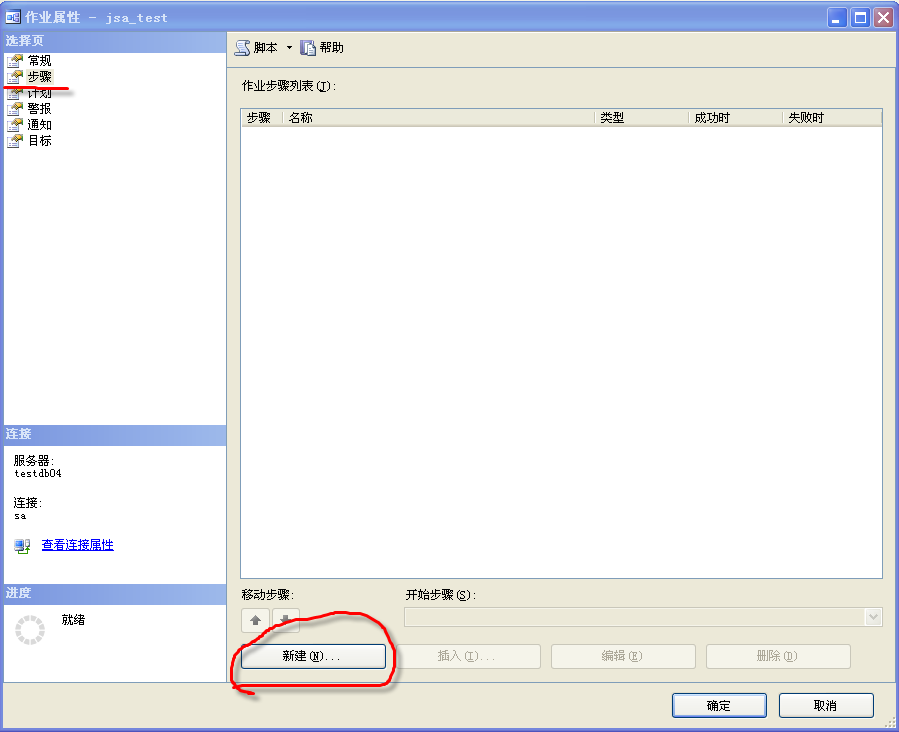 作业属性 - jsa_test
选择页
常规
步骤
计划
警报
通知
目标
连接
服务器:
testdb04
连接:
sa
查看连接属性
进度
就绪
脚本 帮助
作业步骤列表(T):
步骤 名称 类型 成功时 失败时
移动步骤: 开始步骤(S):
新建(N)... 插入(I)... 编辑(E) 删除(D)
确定 取消